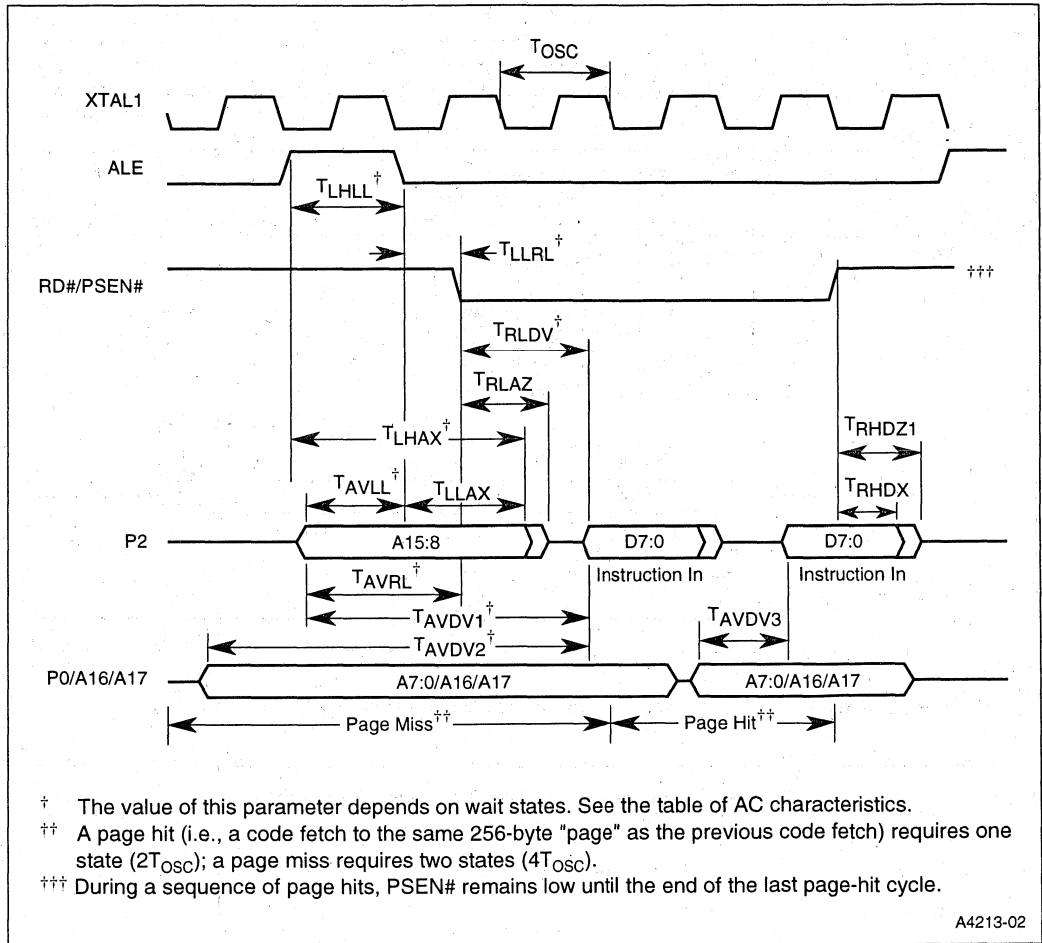 TOSC
XTAL1
ALE
TLHLL†
TLLRL†
RD#/PSEN#
†††
TRLDV†
TRLAZ
TLHAX†
TRHDZ1
TAVLL†
TLLAX
TRHDX
P2
A15:8
D7:0
D7:0
Instruction In
Instruction In
TAVRL†
TAVDV1†
TAVDV3
TAVDV2†
P0/A16/A17
A7:0/A16/A17
A7:0/A16/A17
Page Miss††
Page Hit††
† The value of this parameter depends on wait states. See the table of AC characteristics.
†† A page hit (i.e., a code fetch to the same 256-byte "page" as the previous code fetch) requires one
state (2TOSC); a page miss requires two states (4TOSC).
††† During a sequence of page hits, PSEN# remains low until the end of the last page-hit cycle.
A4213-02